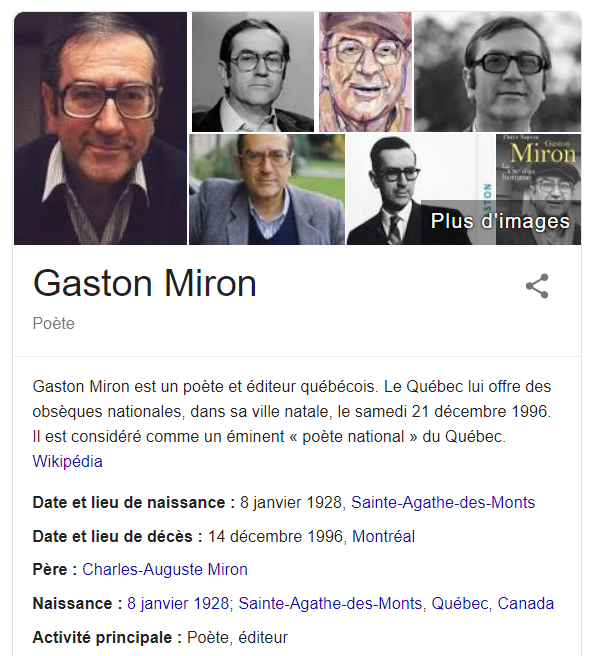 Pierre Nepveu
Gaston
Miron
La vie d'un
homme
ASTON
Plus d'images
Gaston Miron
Poète
Gaston Miron est un poète et éditeur québécois. Le Québec lui offre des
obsèques nationales, dans sa ville natale, le samedi 21 décembre 1996.
Il est considéré comme un éminent « poète national » du Québec.
Wikipédia
Date et lieu de naissance : 8 janvier 1928, Sainte-Agathe-des-Monts
Date et lieu de décès : 14 décembre 1996, Montréal
Père : Charles-Auguste Miron
Naissance : 8 janvier 1928; Sainte-Agathe-des-Monts, Québec, Canada
Activité principale : Poète, éditeur